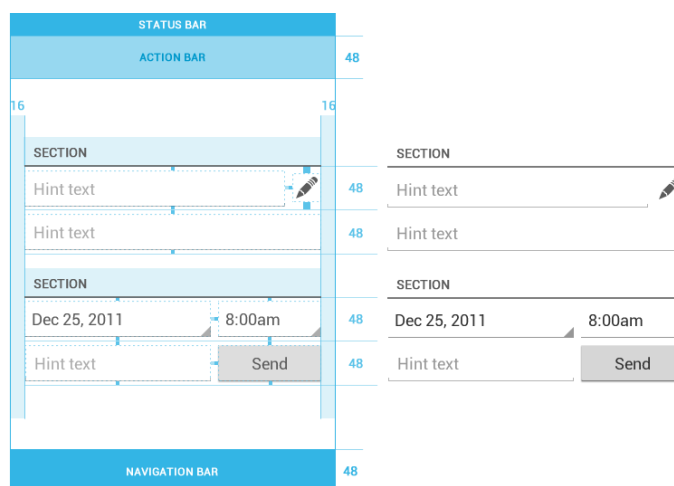 STATUS BAR
ACTION BAR
48
16
16
SECTION
Hint text
48
Hint text
48
SECTION
Dec 25, 2011
8:00am
48
Hint text
Send
48
NAVIGATION BAR
48
SECTION
Hint text
Hint text
SECTION
Dec 25, 2011
8:00am
Hint text
Send